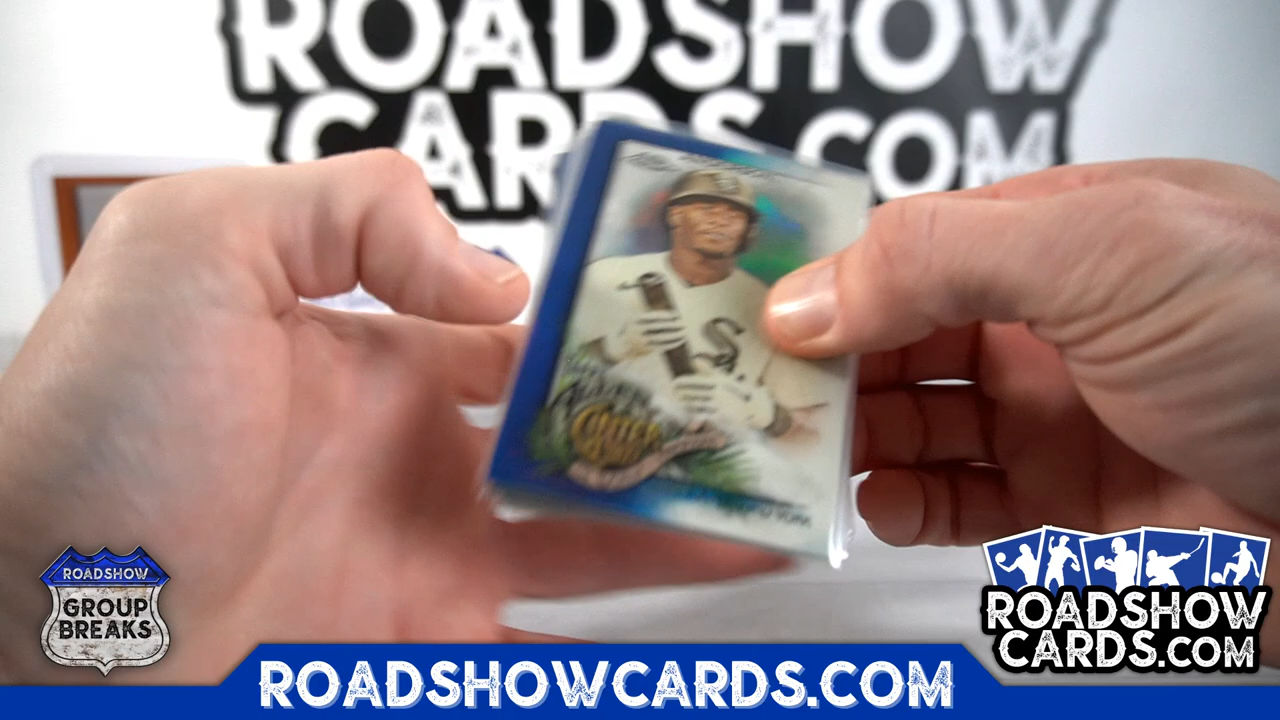 ROADSHOW
CARDS.COM
S
ROADSHOW
GROUP
BREAKS
ROADSHOW
CARDS.COM
ROADSHOWCARDS.COM